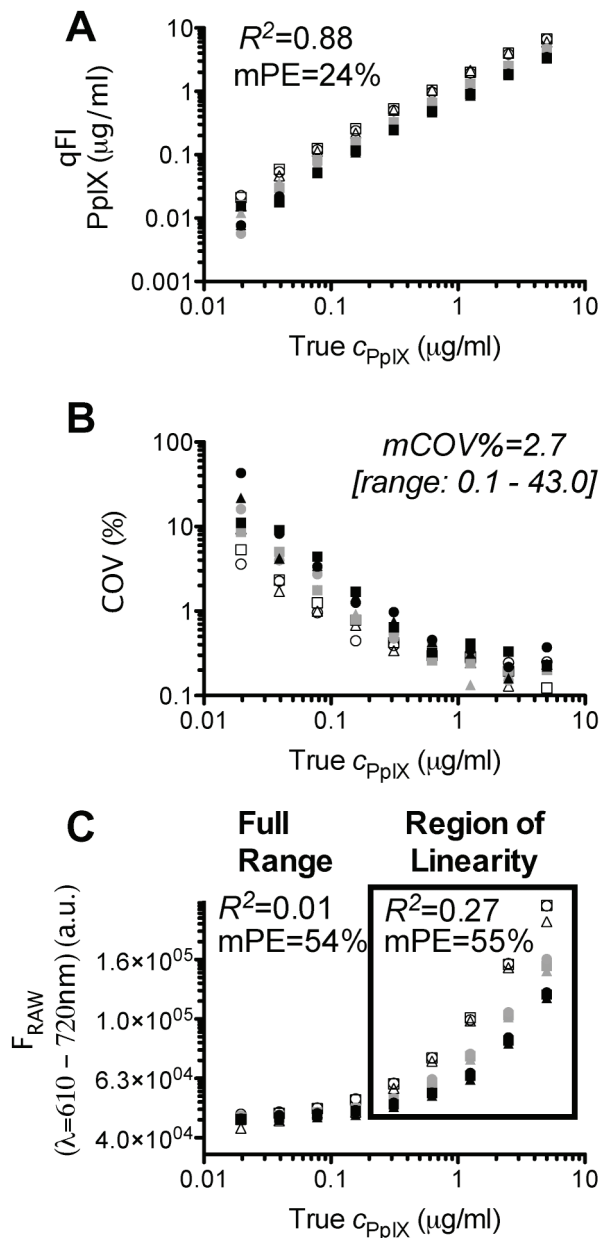 A
R²=0.88
mPE=24%
qFI
PpIX (µg/ml)
10
1
0.1
0.01
0.001
0.01
0.1
1
10
True cPpIX (µg/ml)
B
mCOV%=2.7
[range: 0.1 - 43.0]
COV (%)
100
10
1
0.1
0.01
0.1
1
10
True cPpIX (µg/ml)
C
Full
Range
Region of
Linearity
R²=0.01
mPE=54%
R²=0.27
mPE=55%
FRAW
(λ=610 – 720nm) (a.u.)
1.6×10⁰⁵
1.0×10⁰⁵
6.3×10⁰⁴
4.0×10⁰⁴
0.01
0.1
1
10
True cPpIX (µg/ml)